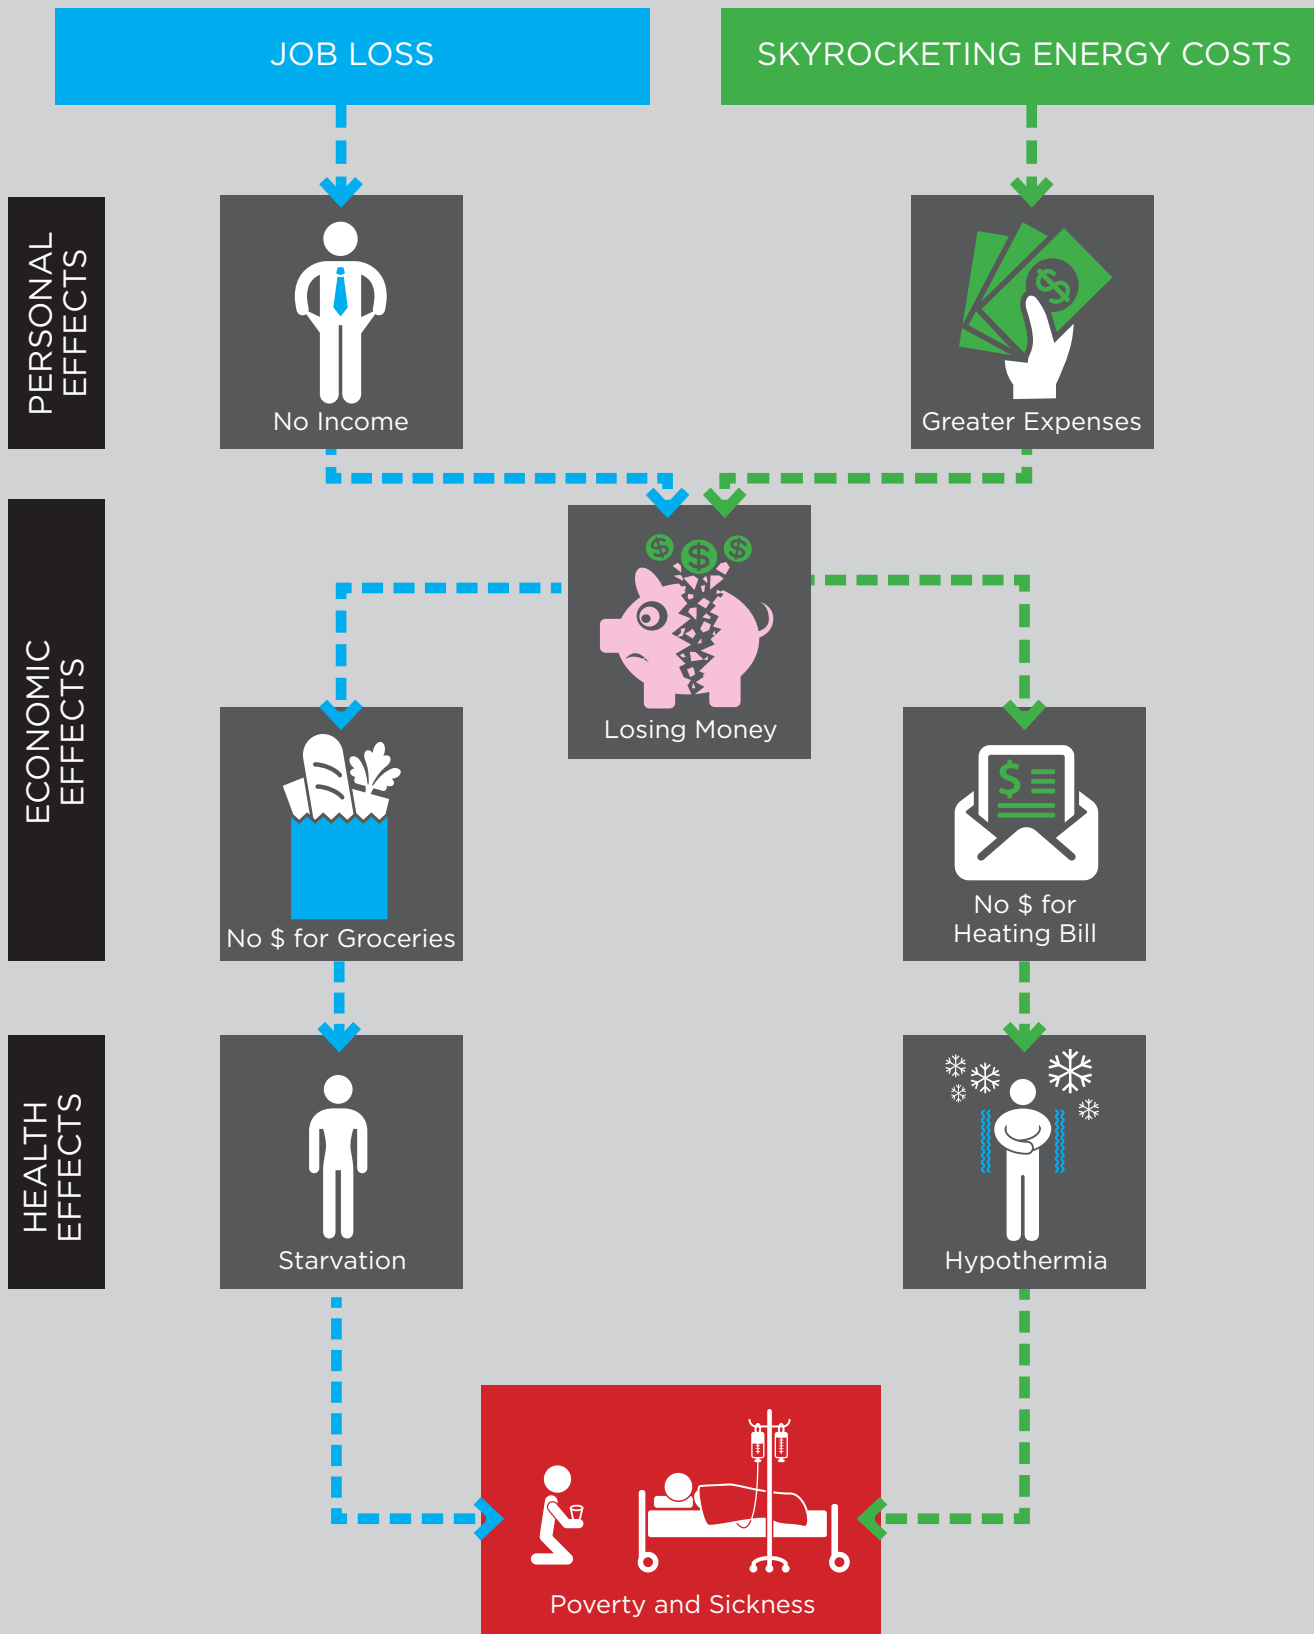 JOB LOSS
SKYROCKETING ENERGY COSTS
PERSONAL
EFFECTS
No Income
$
Greater Expenses
ECONOMIC
EFFECTS
$ $ $
Losing Money
No $ for Groceries
$
No $ for
Heating Bill
HEALTH
EFFECTS
Starvation
Hypothermia
Poverty and Sickness